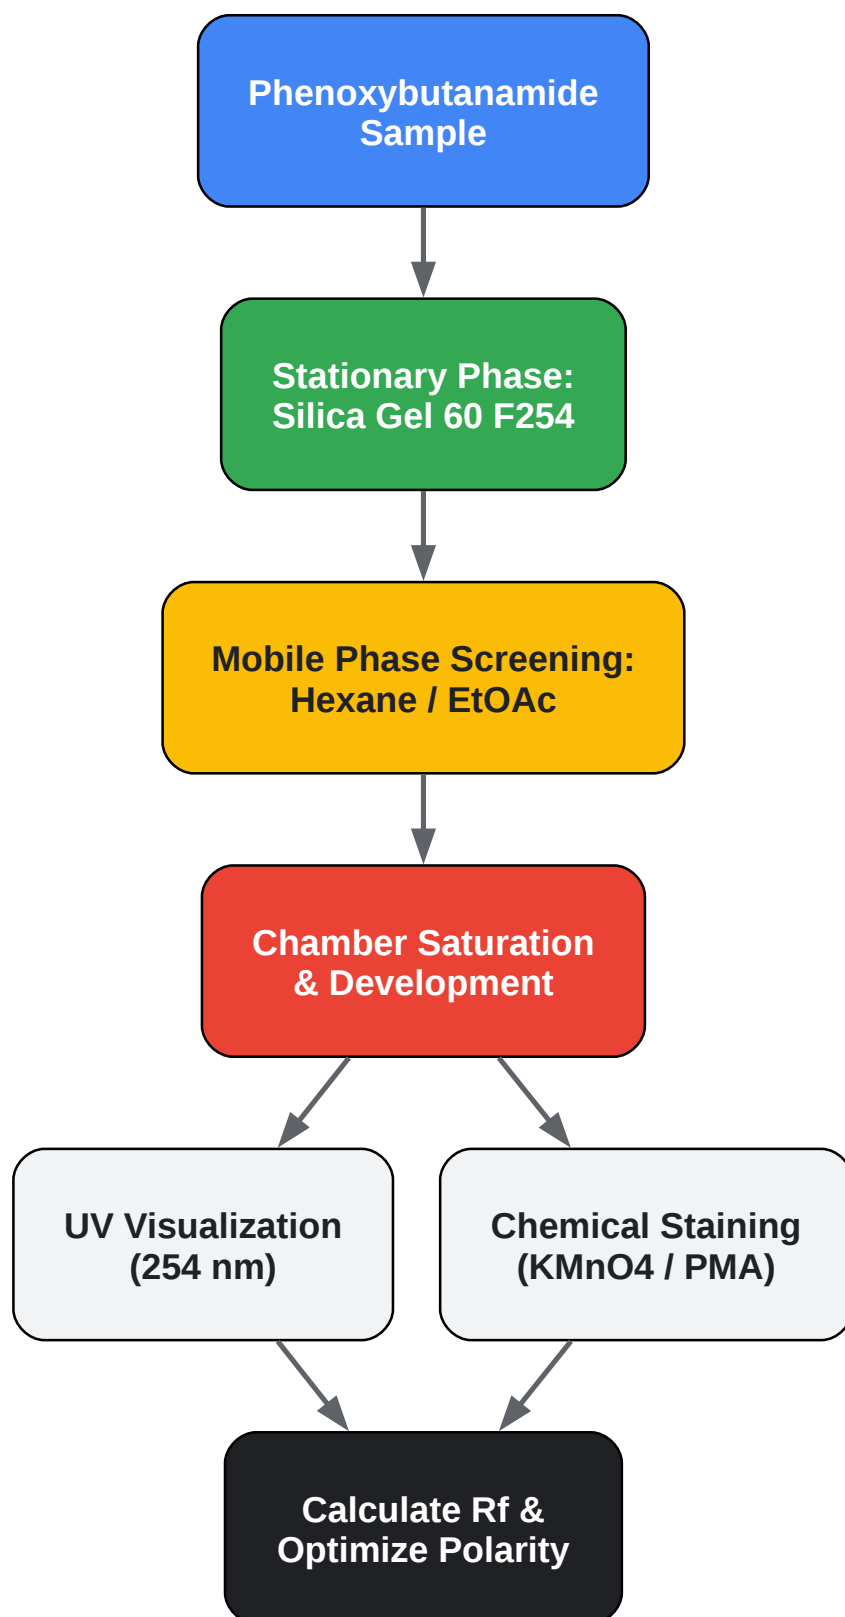 Phenoxybutanamide
Sample
Stationary Phase:
Silica Gel 60 F254
Mobile Phase Screening:
Hexane / EtOAc
Chamber Saturation
& Development
UV Visualization
(254 nm)
Chemical Staining
(KMnO4 / PMA)
Calculate Rf &
Optimize Polarity